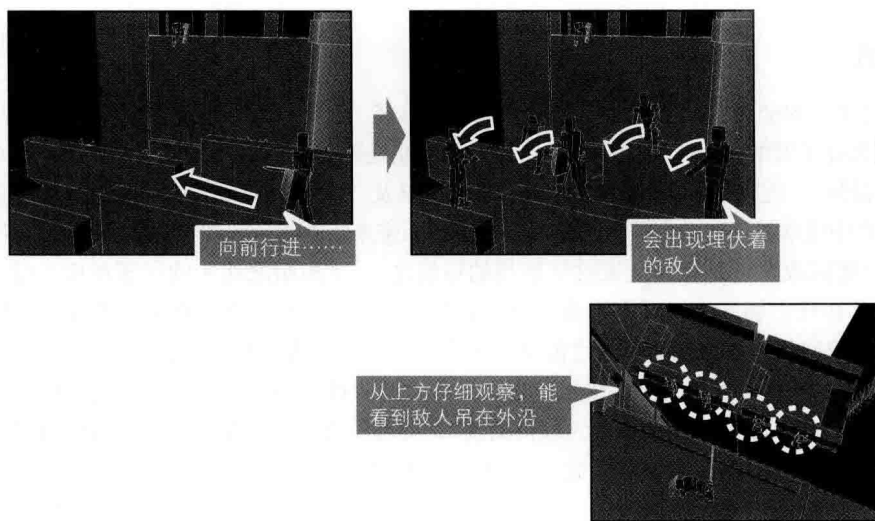 向前行进……
会出现埋伏着
的敌人
从上方仔细观察，能
看到敌人吊在外沿